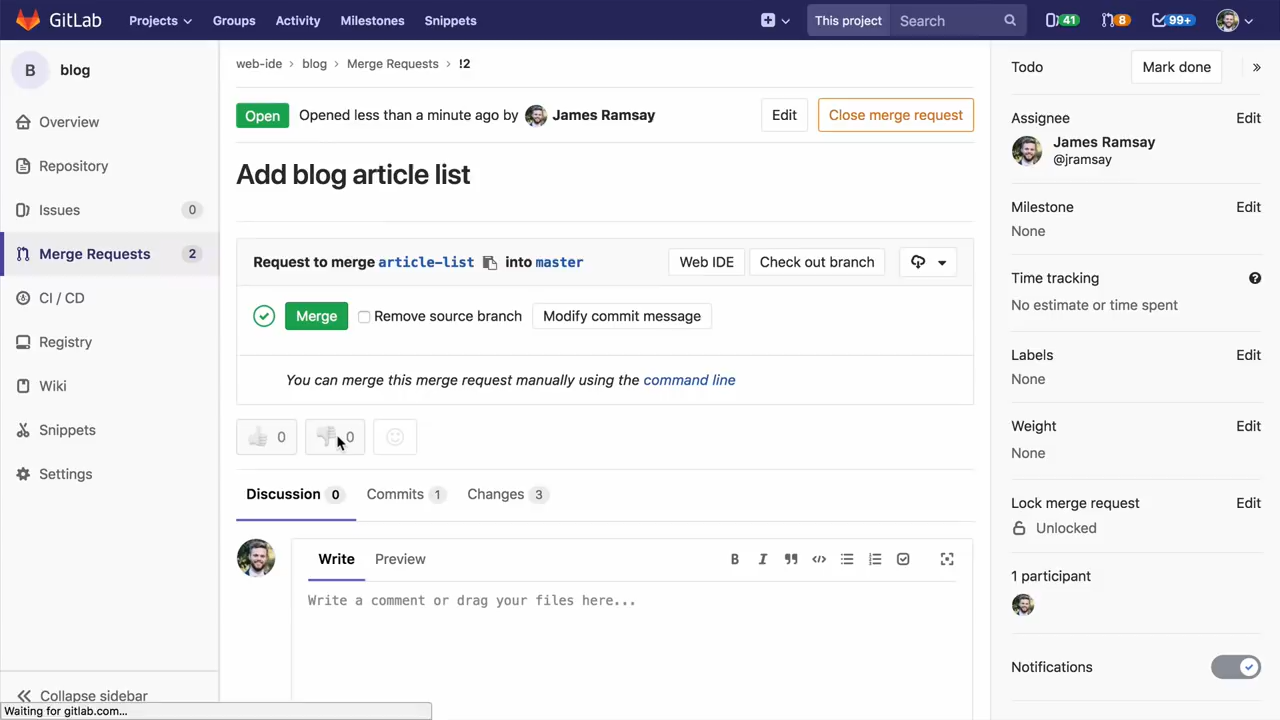 GitLab Projects Groups Activity Milestones Snippets This project Search 41 8 99+
B blog
Overview
Repository
Issues 0
Merge Requests 2
CI / CD
Registry
Wiki
Snippets
Settings
Collapse sidebar
Waiting for gitlab.com...
web-ide › blog › Merge Requests › !2
Open Opened less than a minute ago by James Ramsay Edit Close merge request
Add blog article list
Request to merge article-list into master Web IDE Check out branch
Merge Remove source branch Modify commit message
You can merge this merge request manually using the command line
0 0
Discussion 0 Commits 1 Changes 3
Write Preview B I
Write a comment or drag your files here...
Todo Mark done »
Assignee Edit
James Ramsay
@jramsay
Milestone Edit
None
Time tracking ?
No estimate or time spent
Labels Edit
None
Weight Edit
None
Lock merge request Edit
Unlocked
1 participant
Notifications